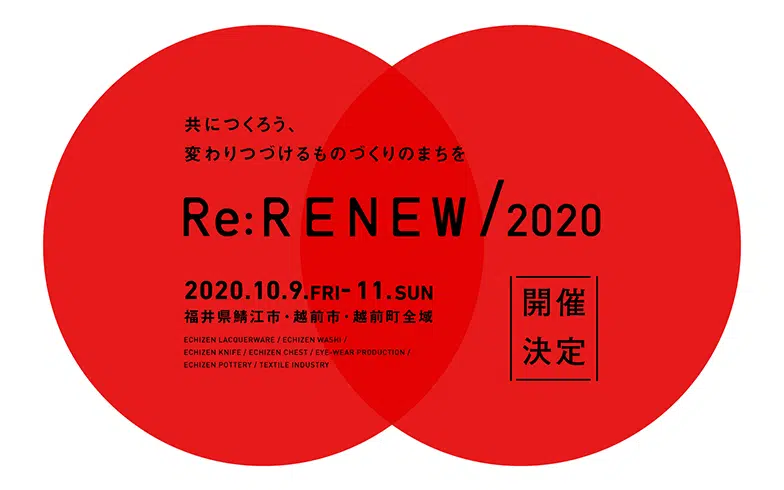 共につくろう、
変わりつづけるものづくりのまちを
Re:RENEW/2020
2020.10.9.FRI-11.SUN
福井県鯖江市・越前市・越前町全域
ECHIZEN LACQUERWARE / ECHIZEN WASHI /
ECHIZEN KNIFE / ECHIZEN CHEST / EYE-WEAR PRODUCTION /
ECHIZEN POTTERY / TEXTILE INDUSTRY
開催
決定